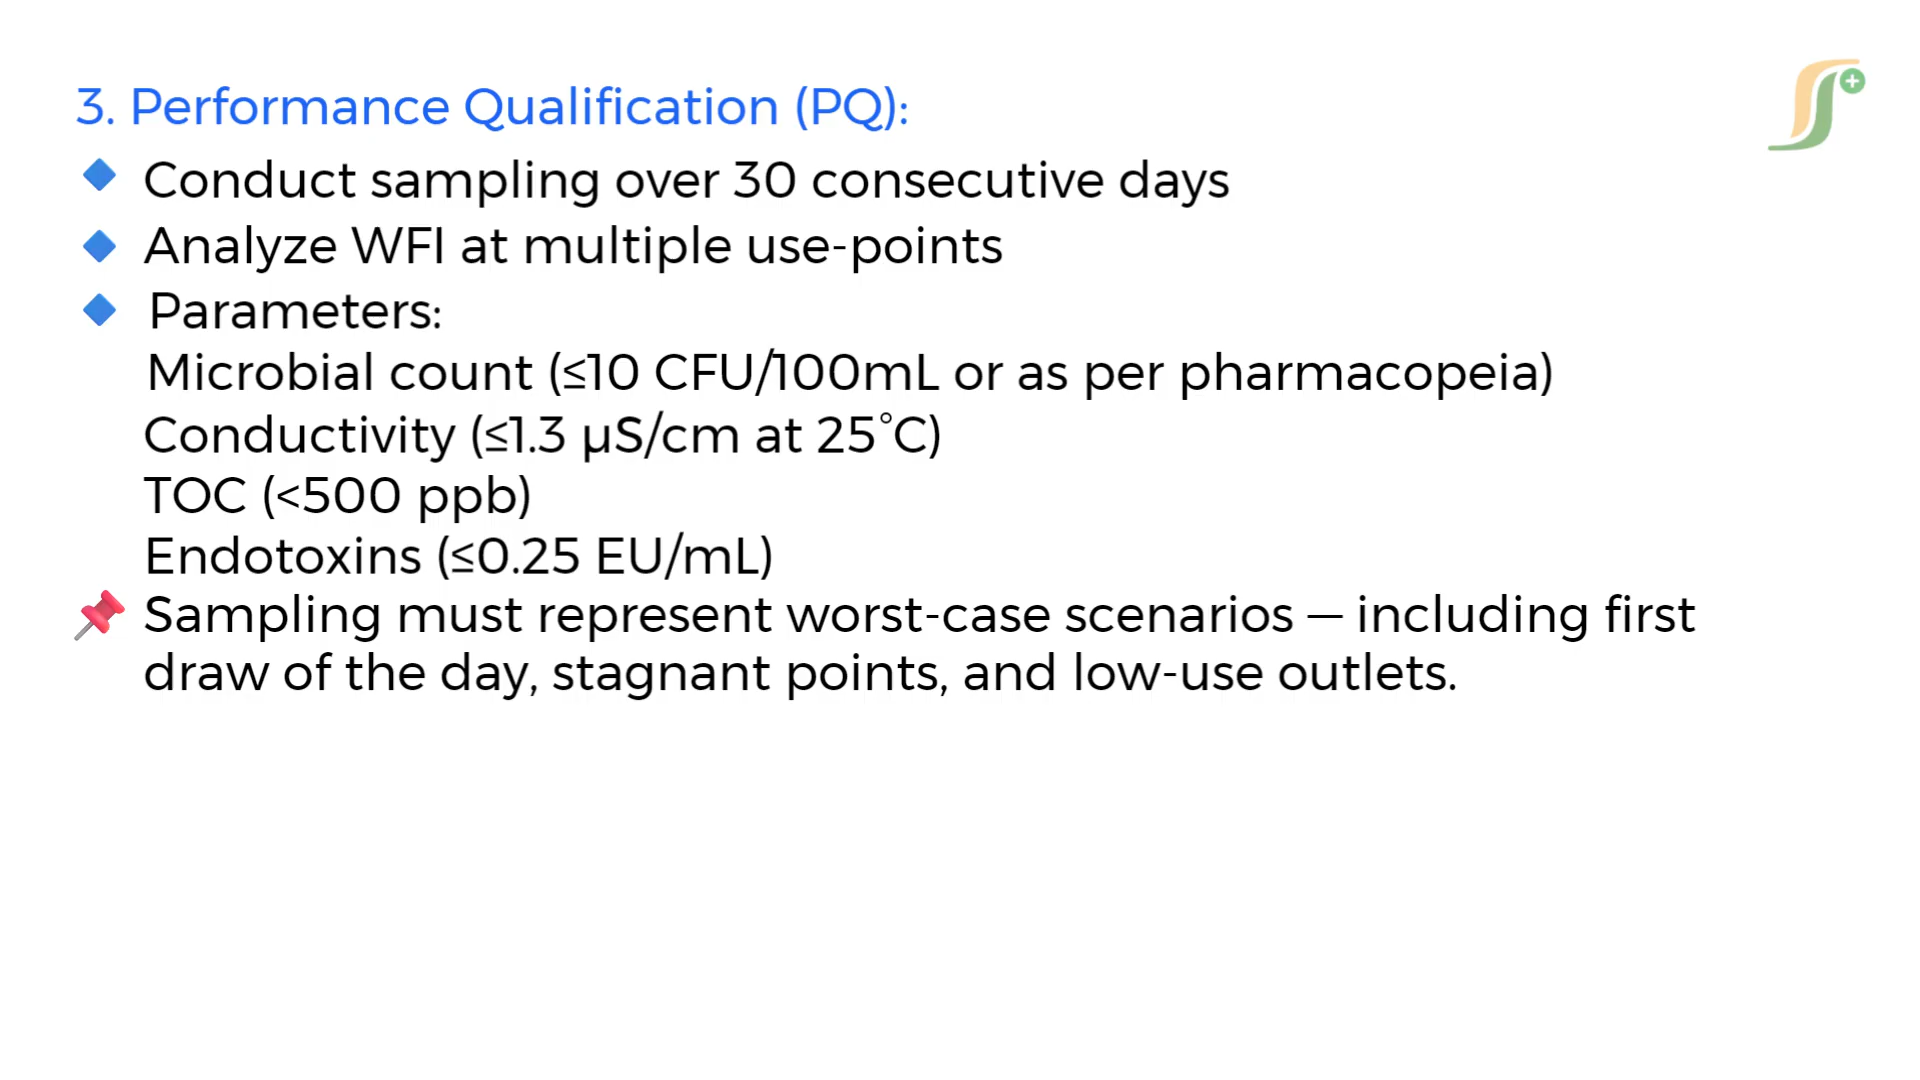 3. Performance Qualification (PQ):
Conduct sampling over 30 consecutive days
Analyze WFI at multiple use-points
Parameters:
Microbial count (≤10 CFU/100mL or as per pharmacopeia)
Conductivity (≤1.3 µS/cm at 25°C)
TOC (<500 ppb)
Endotoxins (≤0.25 EU/mL)
Sampling must represent worst-case scenarios — including first
draw of the day, stagnant points, and low-use outlets.